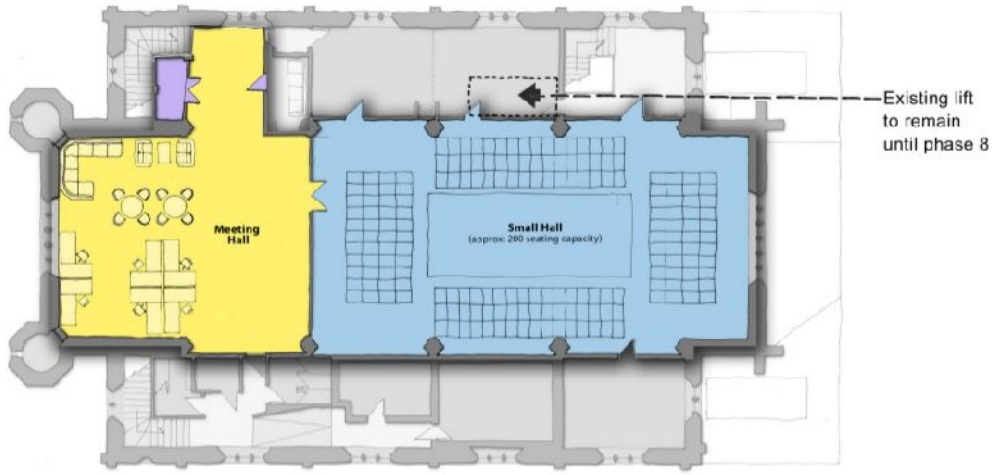 Existing lift
to remain
until phase 8
Meeting
Hall
Small Hall
(approx 200 seating capacity)